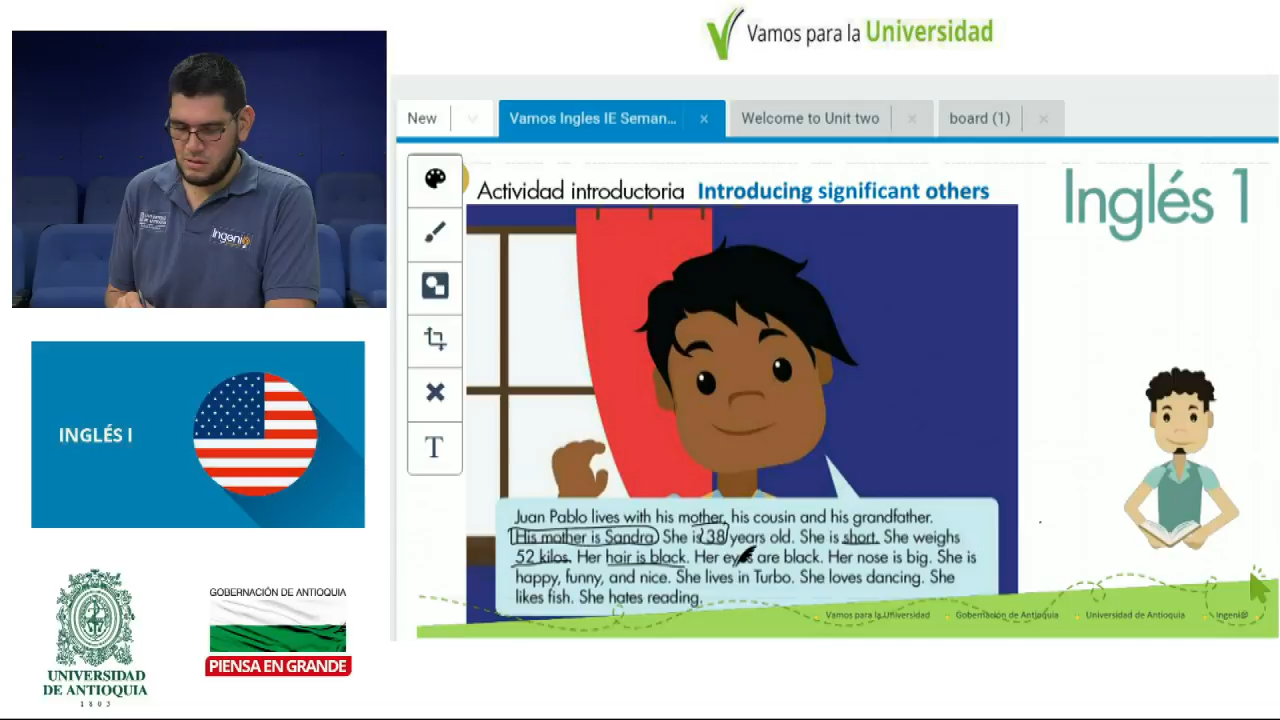 Vamos para la Universidad
New
Vamos Ingles IE Seman...
Welcome to Unit two
board (1)
Actividad introductoria Introducing significant others
Inglés 1
T
Ingeni@
INGLÉS I
Juan Pablo lives with his mother, his cousin and his grandfather.
His mother is Sandra. She is 38 years old. She is short. She weighs
52 kilos. Her hair is black. Her eyes are black. Her nose is big. She is
happy, funny, and nice. She lives in Turbo. She loves dancing. She
likes fish. She hates reading.
Vamos para la Universidad Gobernación de Antioquia Universidad de Antioquia Ingeni@
GOBERNACIÓN DE ANTIOQUIA
PIENSA EN GRANDE
UNIVERSIDAD
DE ANTIOQUIA
1803